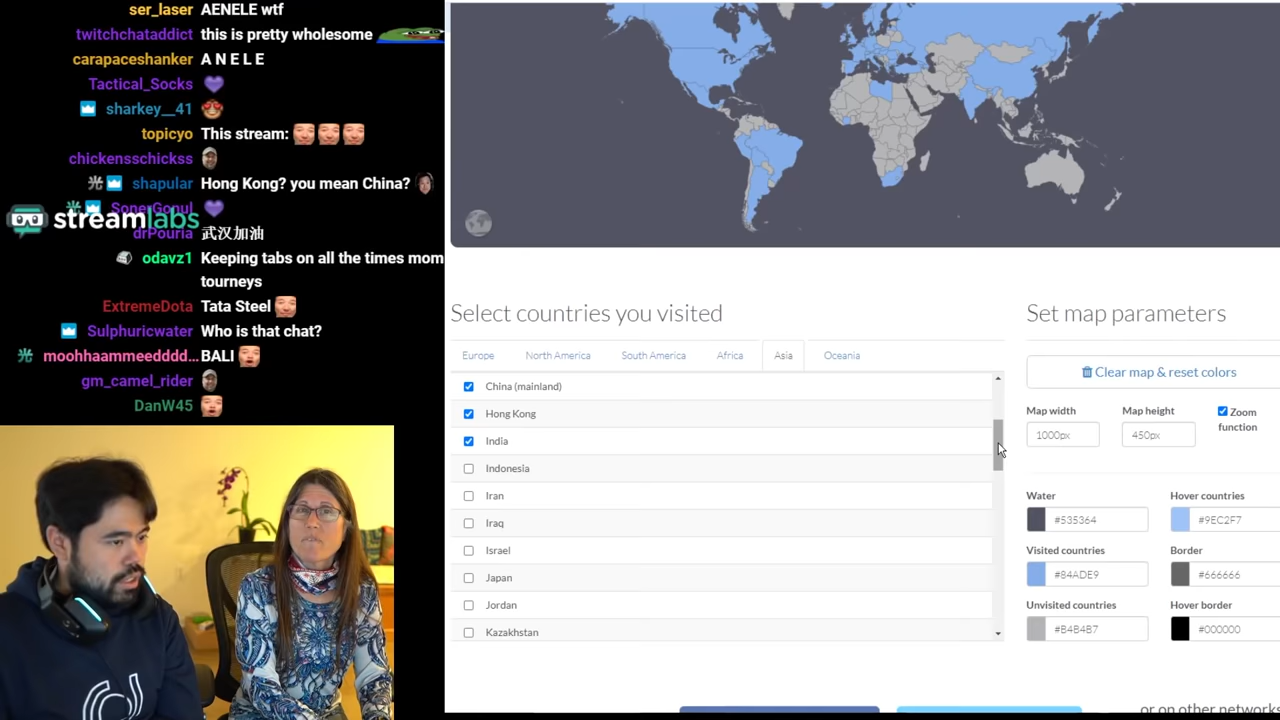 ser_laser AENELE wtf
twitchchataddict this is pretty wholesome
carapaceshanker A N E L E
Tactical_Socks
sharkey__41
topicyo This stream:
chickensschickss
shapular Hong Kong? you mean China?
SonerGonul
streamlabs
drPouria 武汉加油
odavz1 Keeping tabs on all the times mom
tourneys
ExtremeDota Tata Steel
Sulphuricwater Who is that chat?
moohhaammeedddd... BALI
gm_camel_rider
DanW45
Select countries you visited
Europe North America South America Africa Asia Oceania
China (mainland)
Hong Kong
India
Indonesia
Iran
Iraq
Israel
Japan
Jordan
Kazakhstan
Set map parameters
Clear map & reset colors
Map width Map height Zoom function
1000px 450px
Water Hover countries
#535364 #9EC2F7
Visited countries Border
#84ADE9 #666666
Unvisited countries Hover border
#B4B4B7 #000000
or on other networks